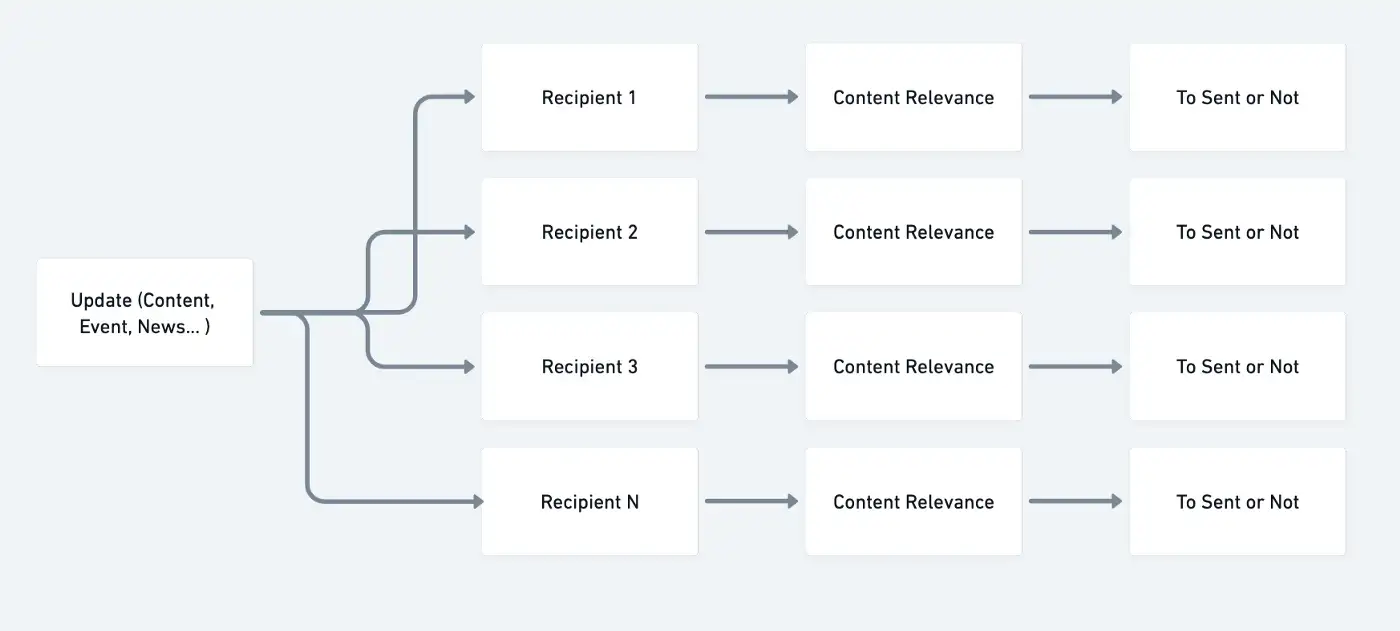 Recipient 1
Content Relevance
To Sent or Not
Recipient 2
Content Relevance
To Sent or Not
Update (Content,
Event, News... )
Recipient 3
Content Relevance
To Sent or Not
Recipient N
Content Relevance
To Sent or Not